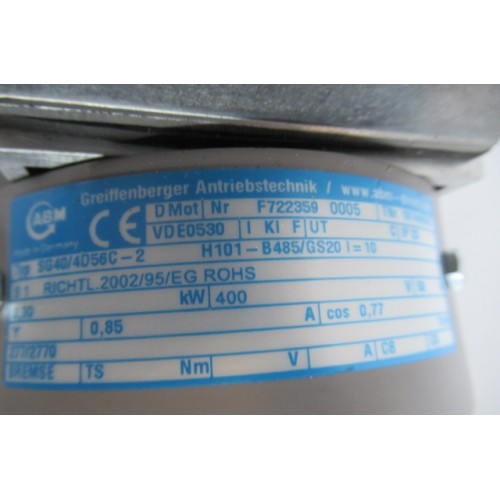 ABM Greiffenberger Antriebstechnik / www.abm-
Made in Germany CE D Mot Nr F722359 0005
VDE0530 I Kl F UT
Typ SG40/4D56C-2 H101-B485/GS20 I=10
RICHTL.2002/95/EG ROHS
kW 400 V
Y 0,85 A cos 0,77
BREMSE TS Nm V A CB